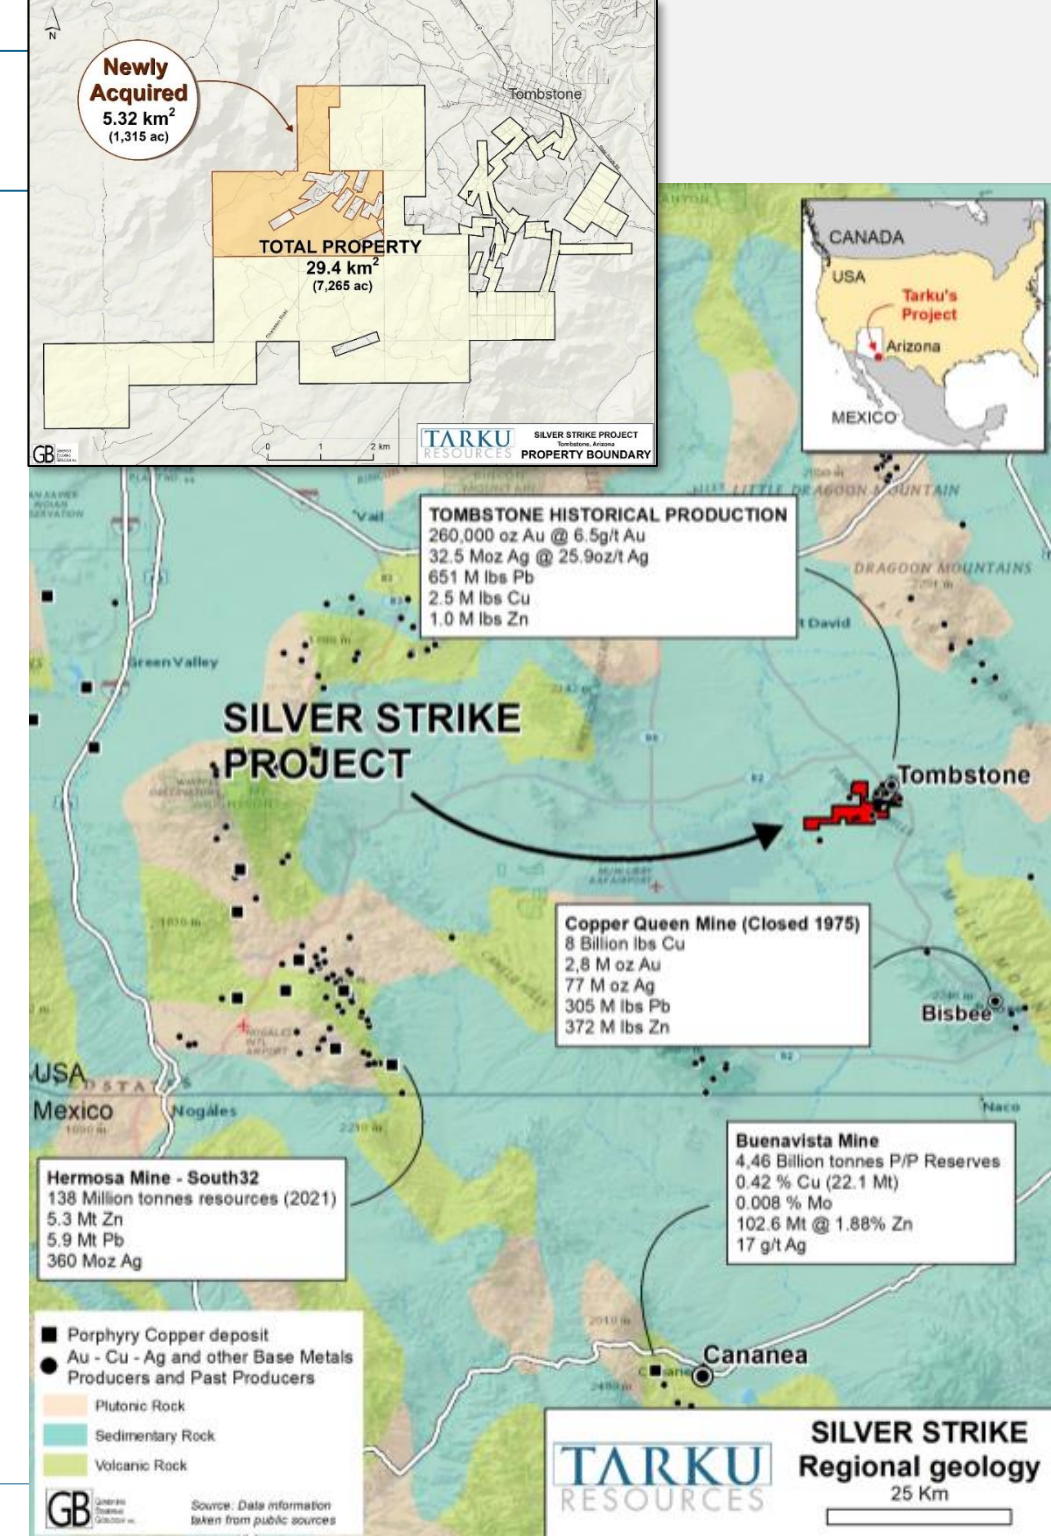 N
Newly
Acquired
5.32 km²
(1,315 ac)
Tombstone
TOTAL PROPERTY
29.4 km²
(7,265 ac)
0 1 2 km
GB
TARKU
RESOURCES
SILVER STRIKE PROJECT
Tombstone, Arizona
PROPERTY BOUNDARY
CANADA
USA
Tarku's
Project
Arizona
MEXICO
LITTLE DRAGOON MOUNTAIN
DRAGOON MOUNTAINS
Vail
TOMBSTONE HISTORICAL PRODUCTION
260,000 oz Au @ 6.5g/t Au
32.5 Moz Ag @ 25.9oz/t Ag
651 M lbs Pb
2.5 M lbs Cu
1.0 M lbs Zn
t David
Green Valley
SILVER STRIKE
PROJECT
Tombstone
Copper Queen Mine (Closed 1975)
8 Billion lbs Cu
2,8 M oz Au
77 M oz Ag
305 M lbs Pb
372 M lbs Zn
Bisbee
NOGALES
INTL
AIRPORT
USA
Mexico
Nogales
Naco
Hermosa Mine - South32
138 Million tonnes resources (2021)
5.3 Mt Zn
5.9 Mt Pb
360 Moz Ag
Buenavista Mine
4,46 Billion tonnes P/P Reserves
0.42 % Cu (22.1 Mt)
0.008 % Mo
102.6 Mt @ 1.88% Zn
17 g/t Ag
Cananea
Porphyry Copper deposit
Au - Cu - Ag and other Base Metals
Producers and Past Producers
Plutonic Rock
Sedimentary Rock
Volcanic Rock
GB
Source: Data information
taken from public sources
TARKU
RESOURCES
SILVER STRIKE
Regional geology
25 Km